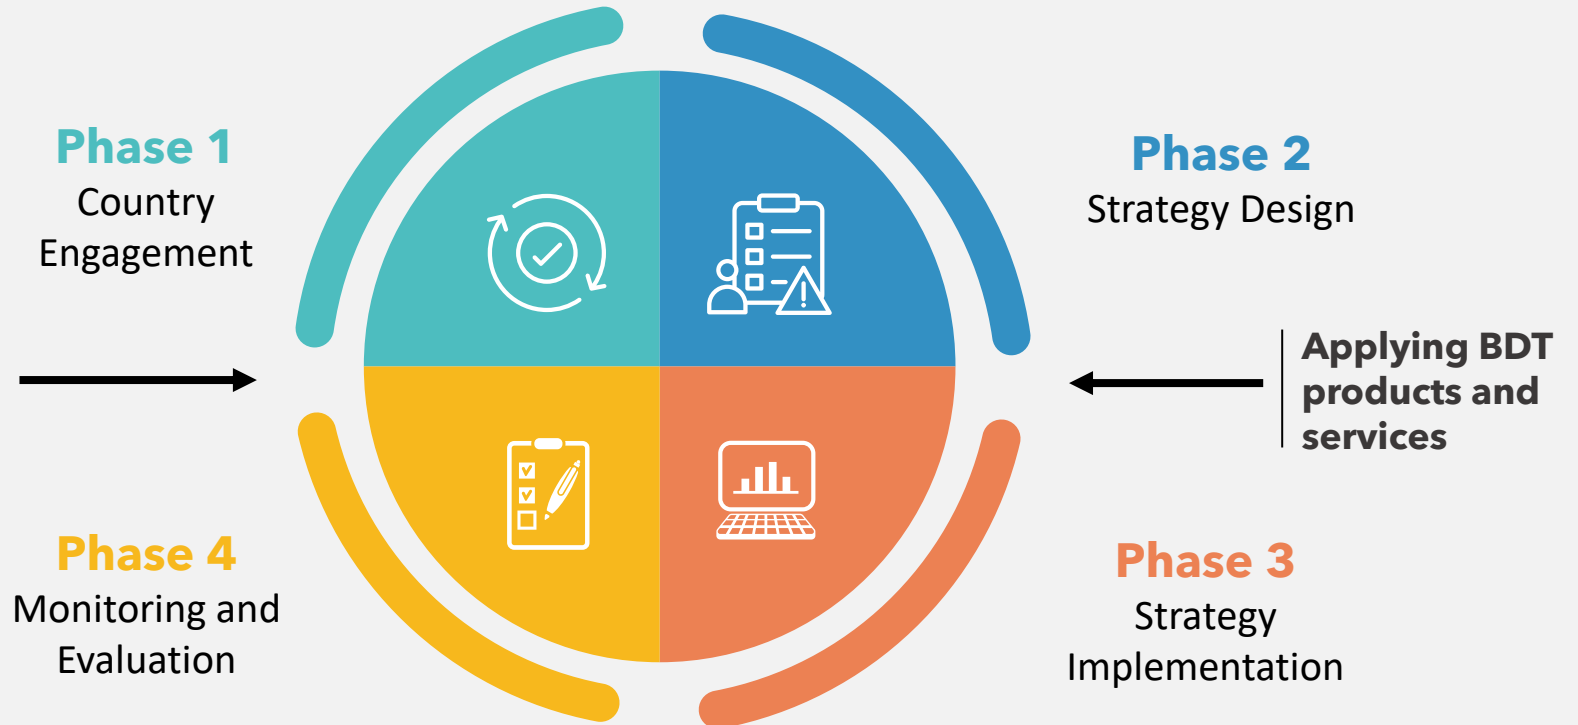 Phase 1
Country
Engagement
Phase 2
Strategy Design
Applying BDT
products and
services
Phase 3
Strategy
Implementation
Phase 4
Monitoring and
Evaluation